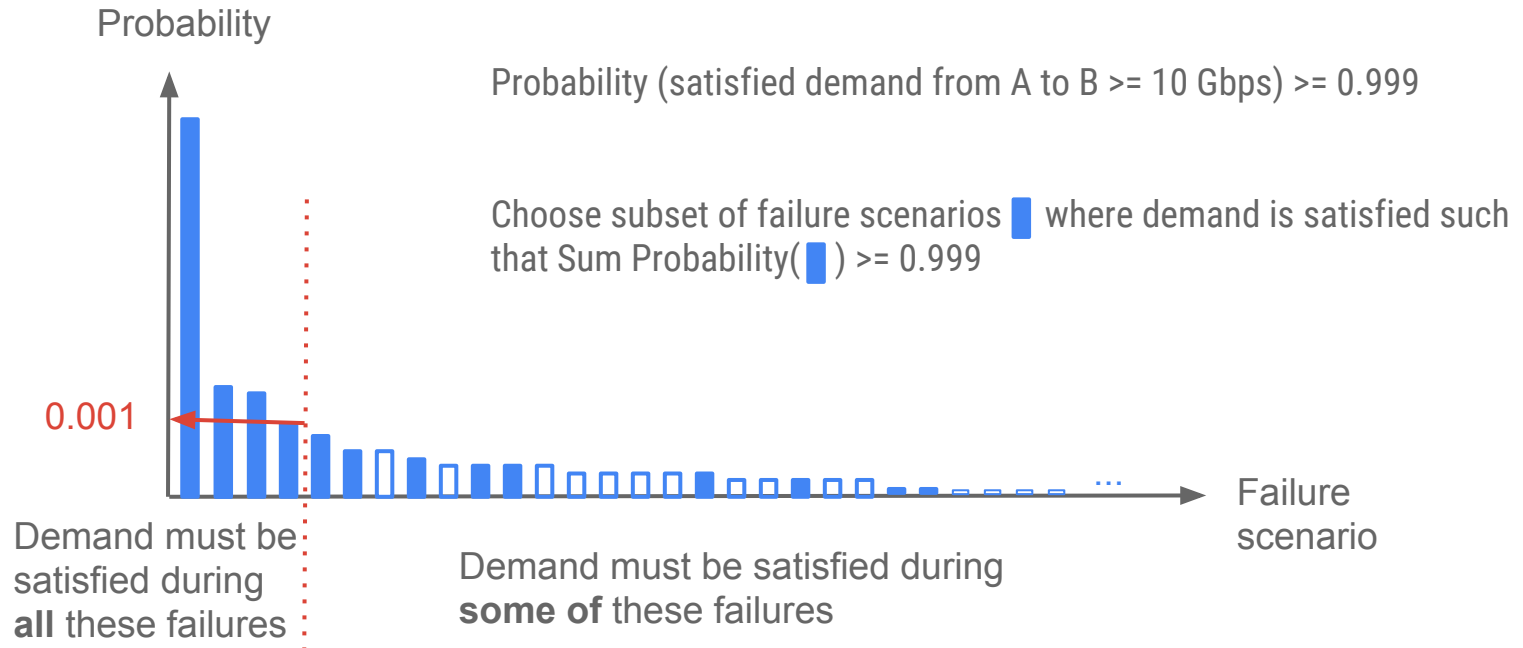 Probability
Probability (satisfied demand from A to B >= 10 Gbps) >= 0.999
Choose subset of failure scenarios where demand is satisfied such
that Sum Probability( ) >= 0.999
0.001
...
Failure
scenario
Demand must be
satisfied during
all these failures
Demand must be satisfied during
some of these failures